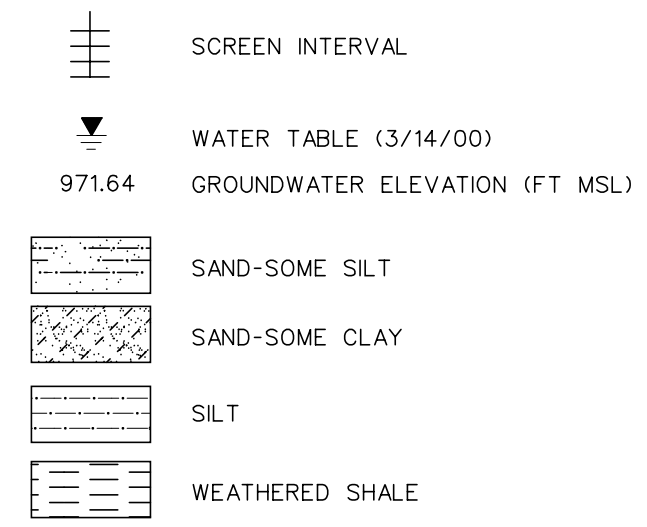 SCREEN INTERVAL
WATER TABLE (3/14/00)
971.64 GROUNDWATER ELEVATION (FT MSL)
SAND-SOME SILT
SAND-SOME CLAY
SILT
WEATHERED SHALE